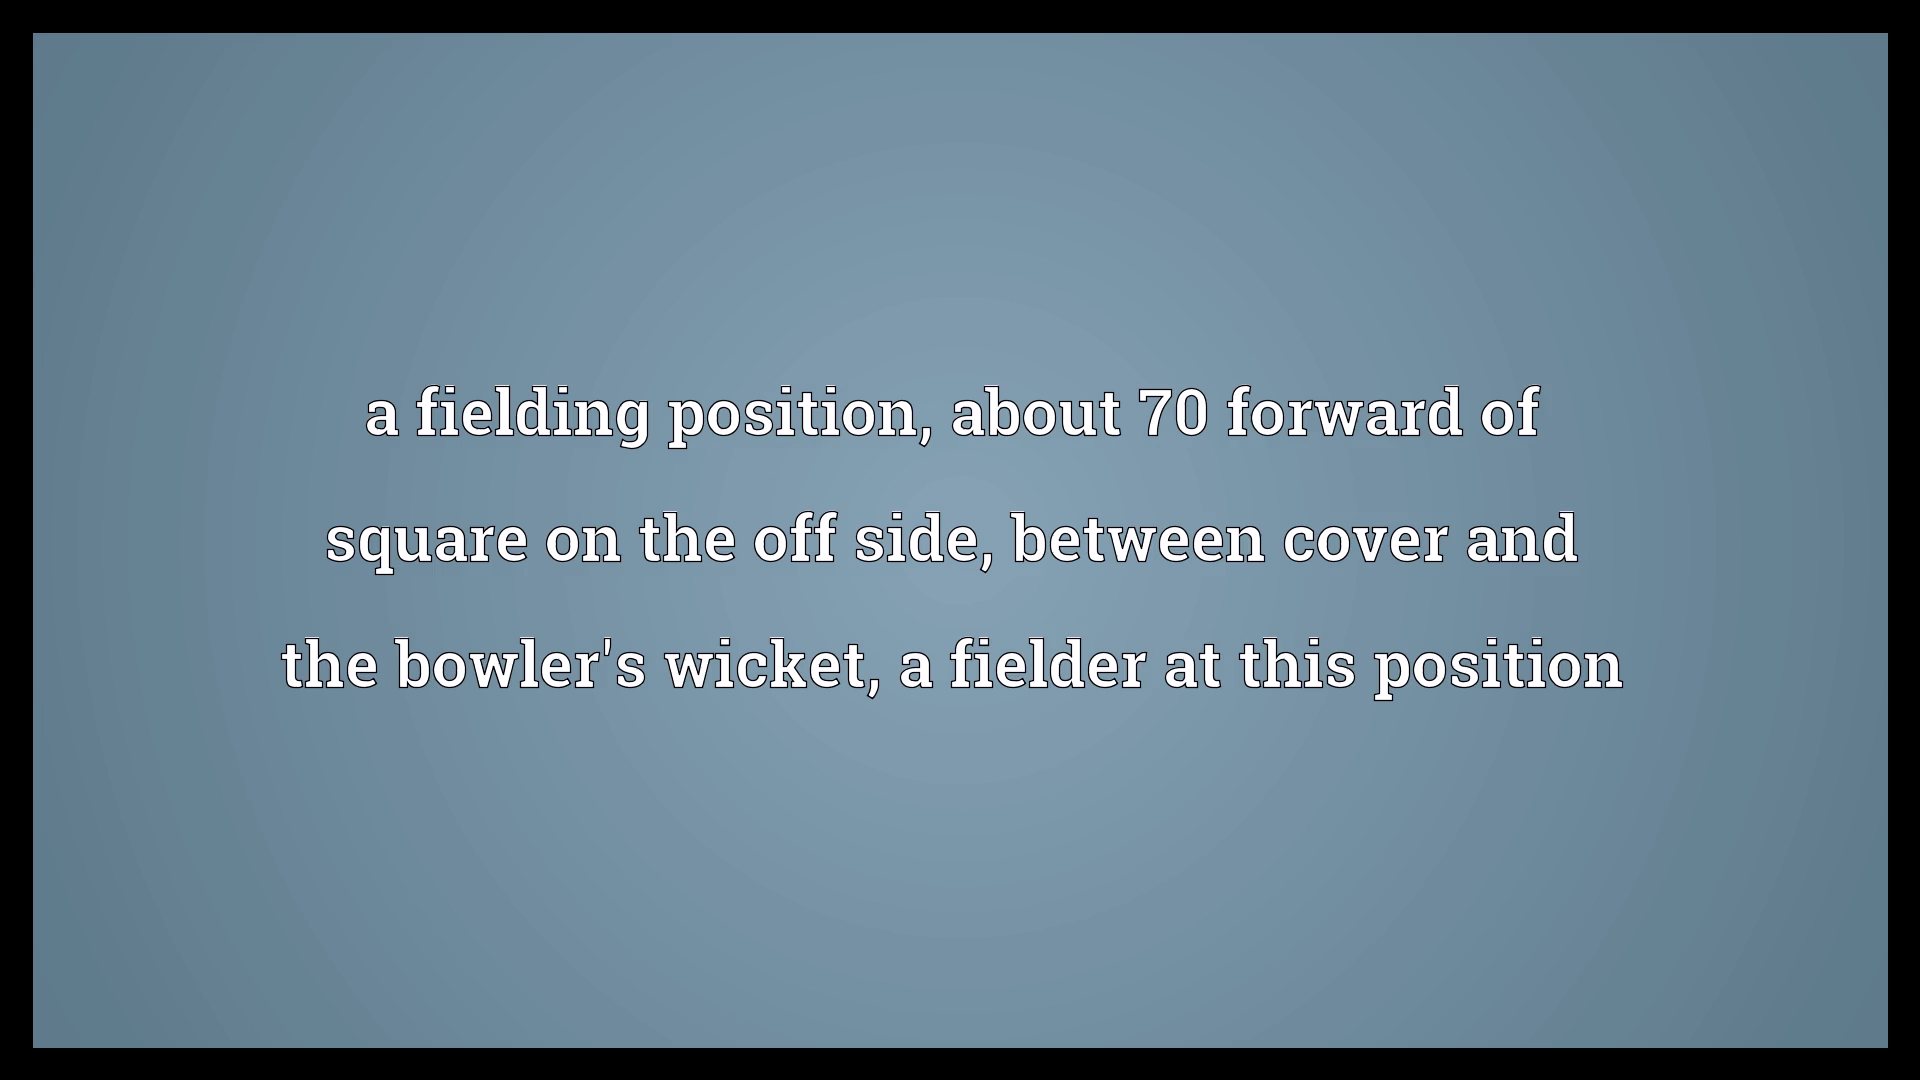 a fielding position, about 70 forward of
square on the off side, between cover and
the bowler's wicket, a fielder at this position